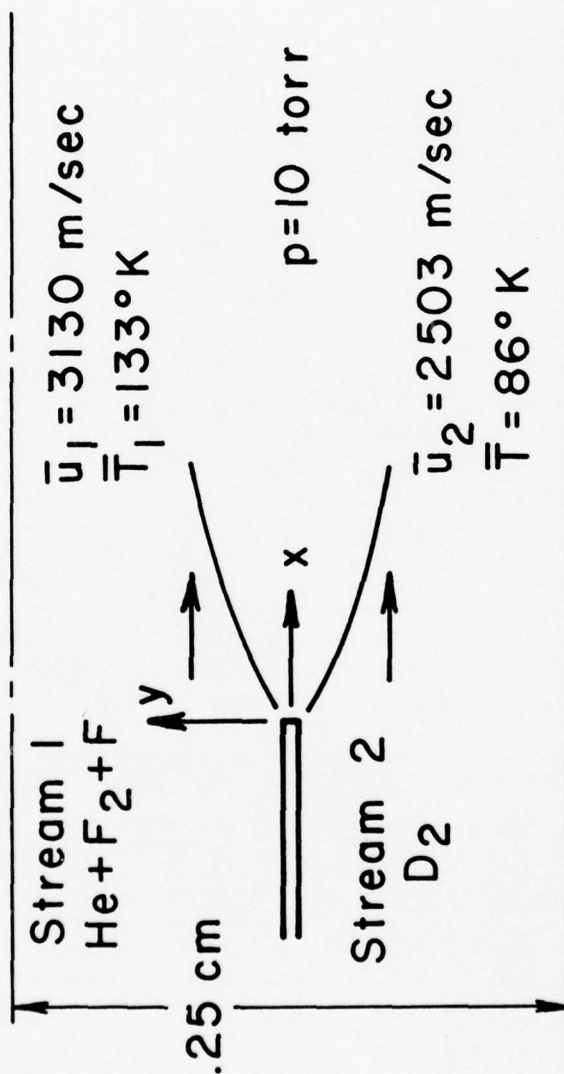 Stream 1
He+F₂+F
ū₁=3130 m/sec
T̿₁=133°K
y
x
p=10 torr
.25 cm
Stream 2
D₂
ū₂=2503 m/sec
T̿=86°K